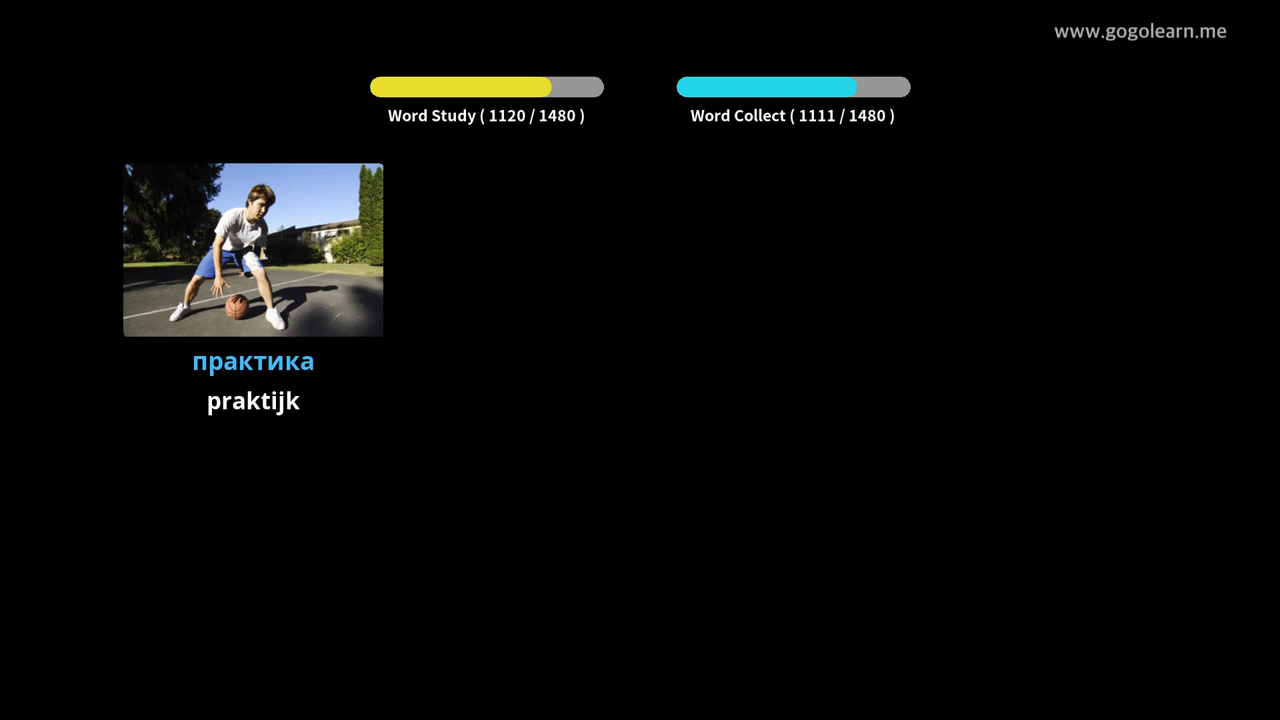 www.gogolearn.me
Word Study ( 1120 / 1480 )
Word Collect ( 1111 / 1480 )
практика
praktijk